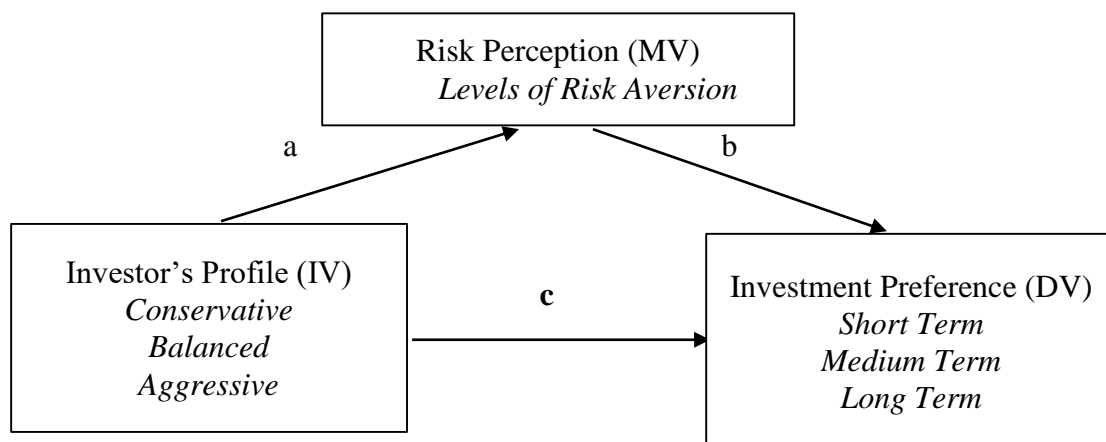 Risk Perception (MV)
Levels of Risk Aversion
a
b
Investor’s Profile (IV)
Conservative
Balanced
Aggressive
c
Investment Preference (DV)
Short Term
Medium Term
Long Term